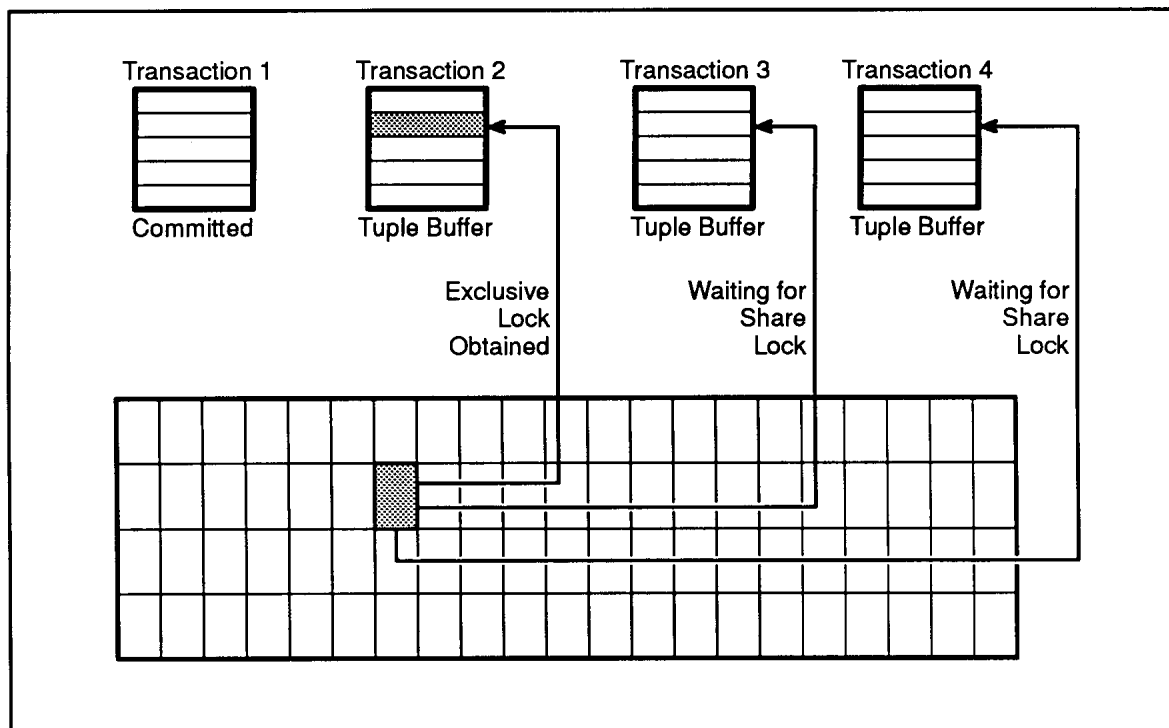 Transaction 1
Transaction 2
Transaction 3
Transaction 4
Committed
Tuple Buffer
Tuple Buffer
Tuple Buffer
Exclusive
Lock
Obtained
Waiting for
Share
Lock
Waiting for
Share
Lock